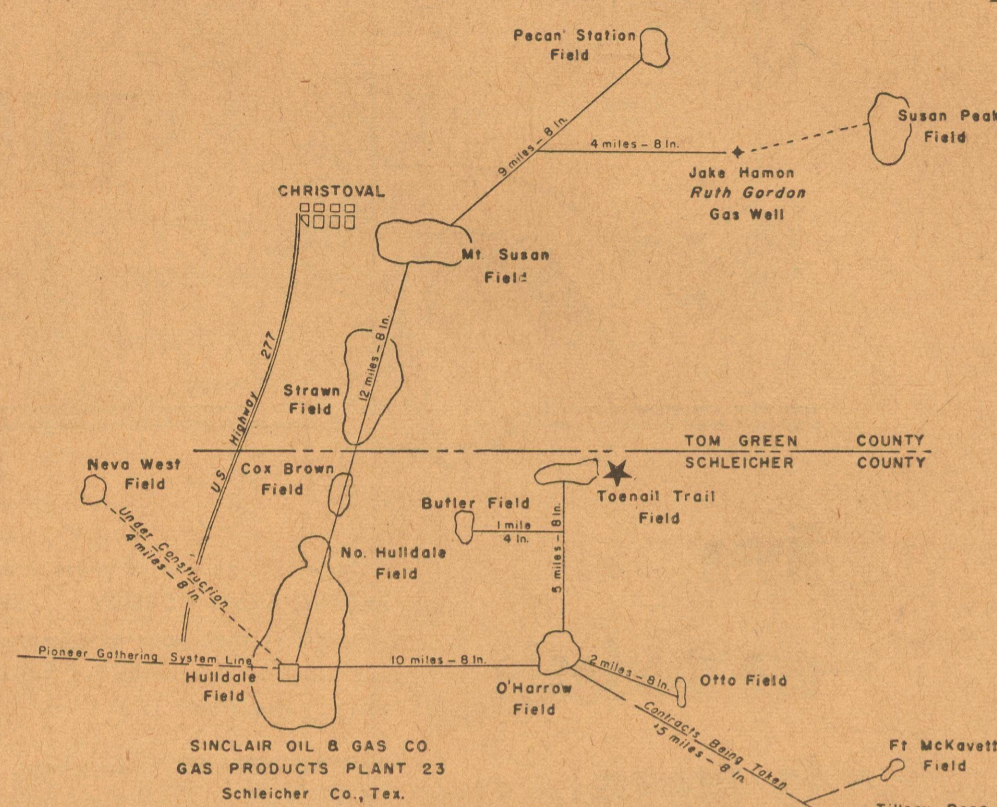 Pecan Station
Field
Susan Peak
Field
9 miles - 8 In.
4 miles - 8 In.
Jake Hamon
Ruth Gordon
Gas Well
CHRISTOVAL
Mt Susan
Field
US Highway 277
12 miles - 8 In.
Strawn
Field
TOM GREEN COUNTY
SCHLEICHER COUNTY
Neva West
Field
Cox Brown
Field
Butler Field
1 mile
4 In.
Toenail Trail
Field
5 miles - 8 In.
Under Construction
4 miles - 8 In.
No. Hulldale
Field
Pioneer Gathering System Line
Hulldale
Field
10 miles - 8 In.
O'Harrow
Field
2 miles - 8 In.
Otto Field
Contracts Being Taken
15 miles - 8 In.
Ft McKavett
Field
SINCLAIR OIL & GAS CO.
GAS PRODUCTS PLANT 23
Schleicher Co., Tex.